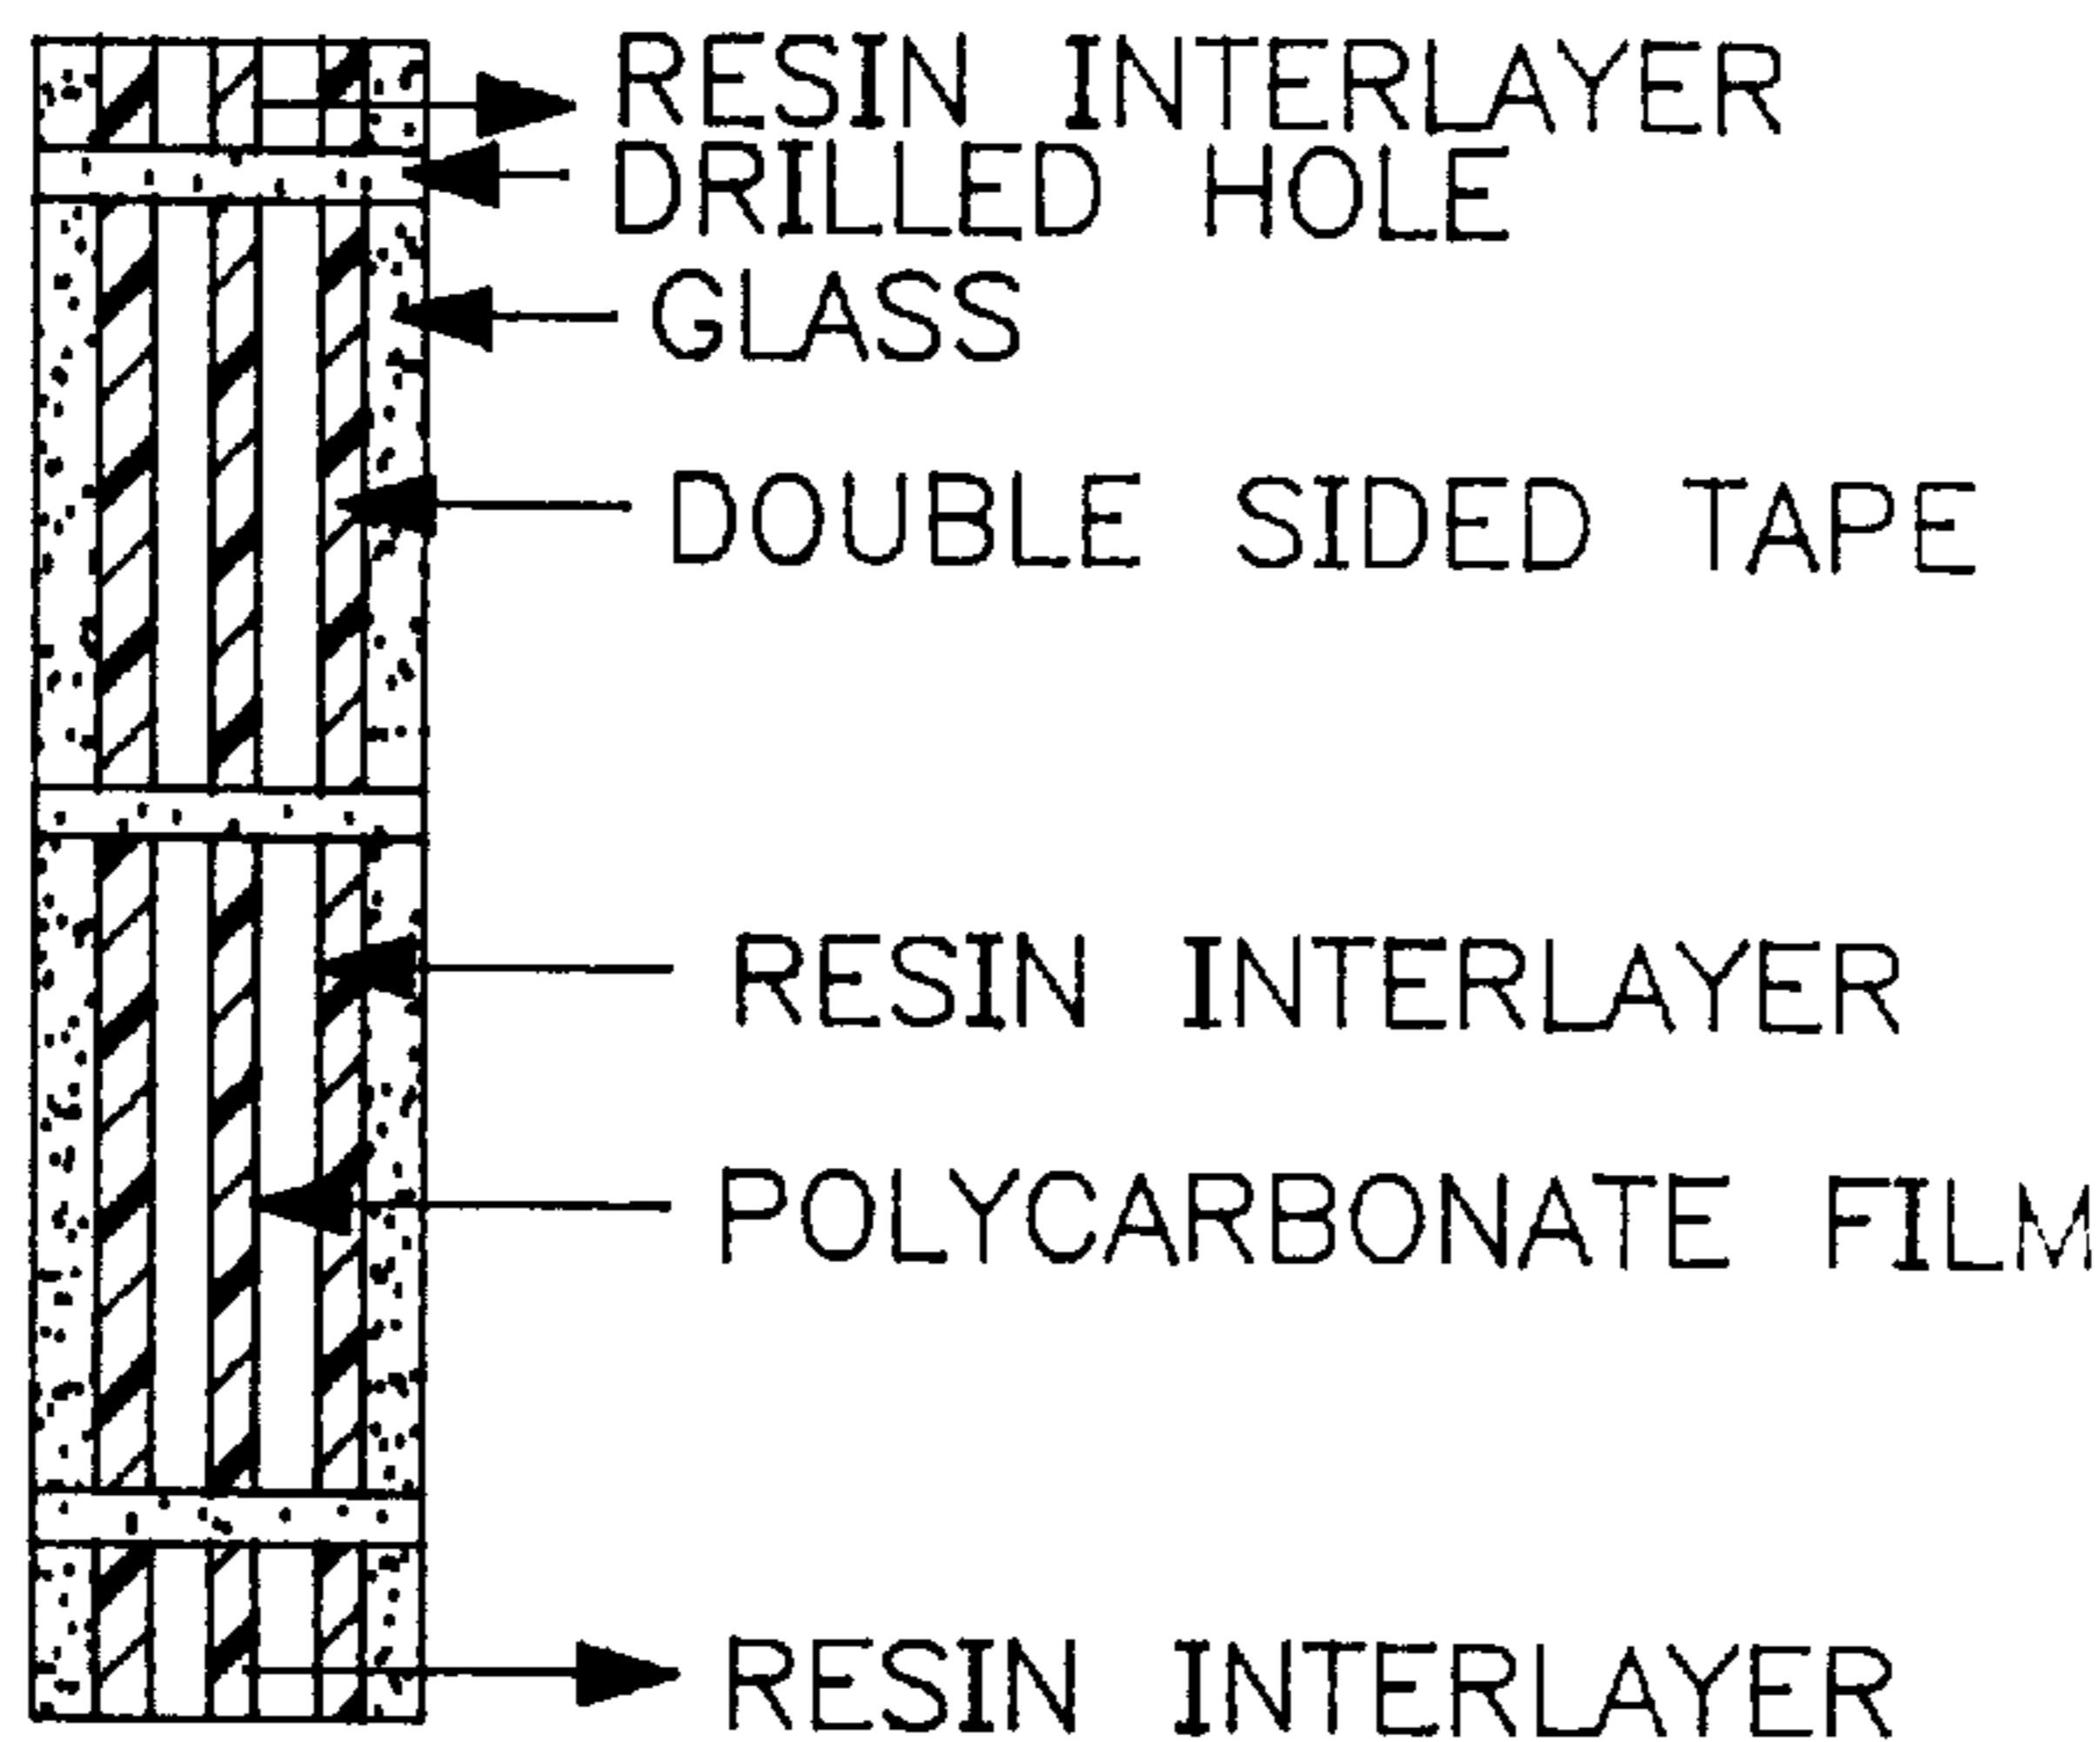 RESIN INTERLAYER
DRILLED HOLE
GLASS
DOUBLE SIDED TAPE
RESIN INTERLAYER
POLYCARBONATE FILM
RESIN INTERLAYER